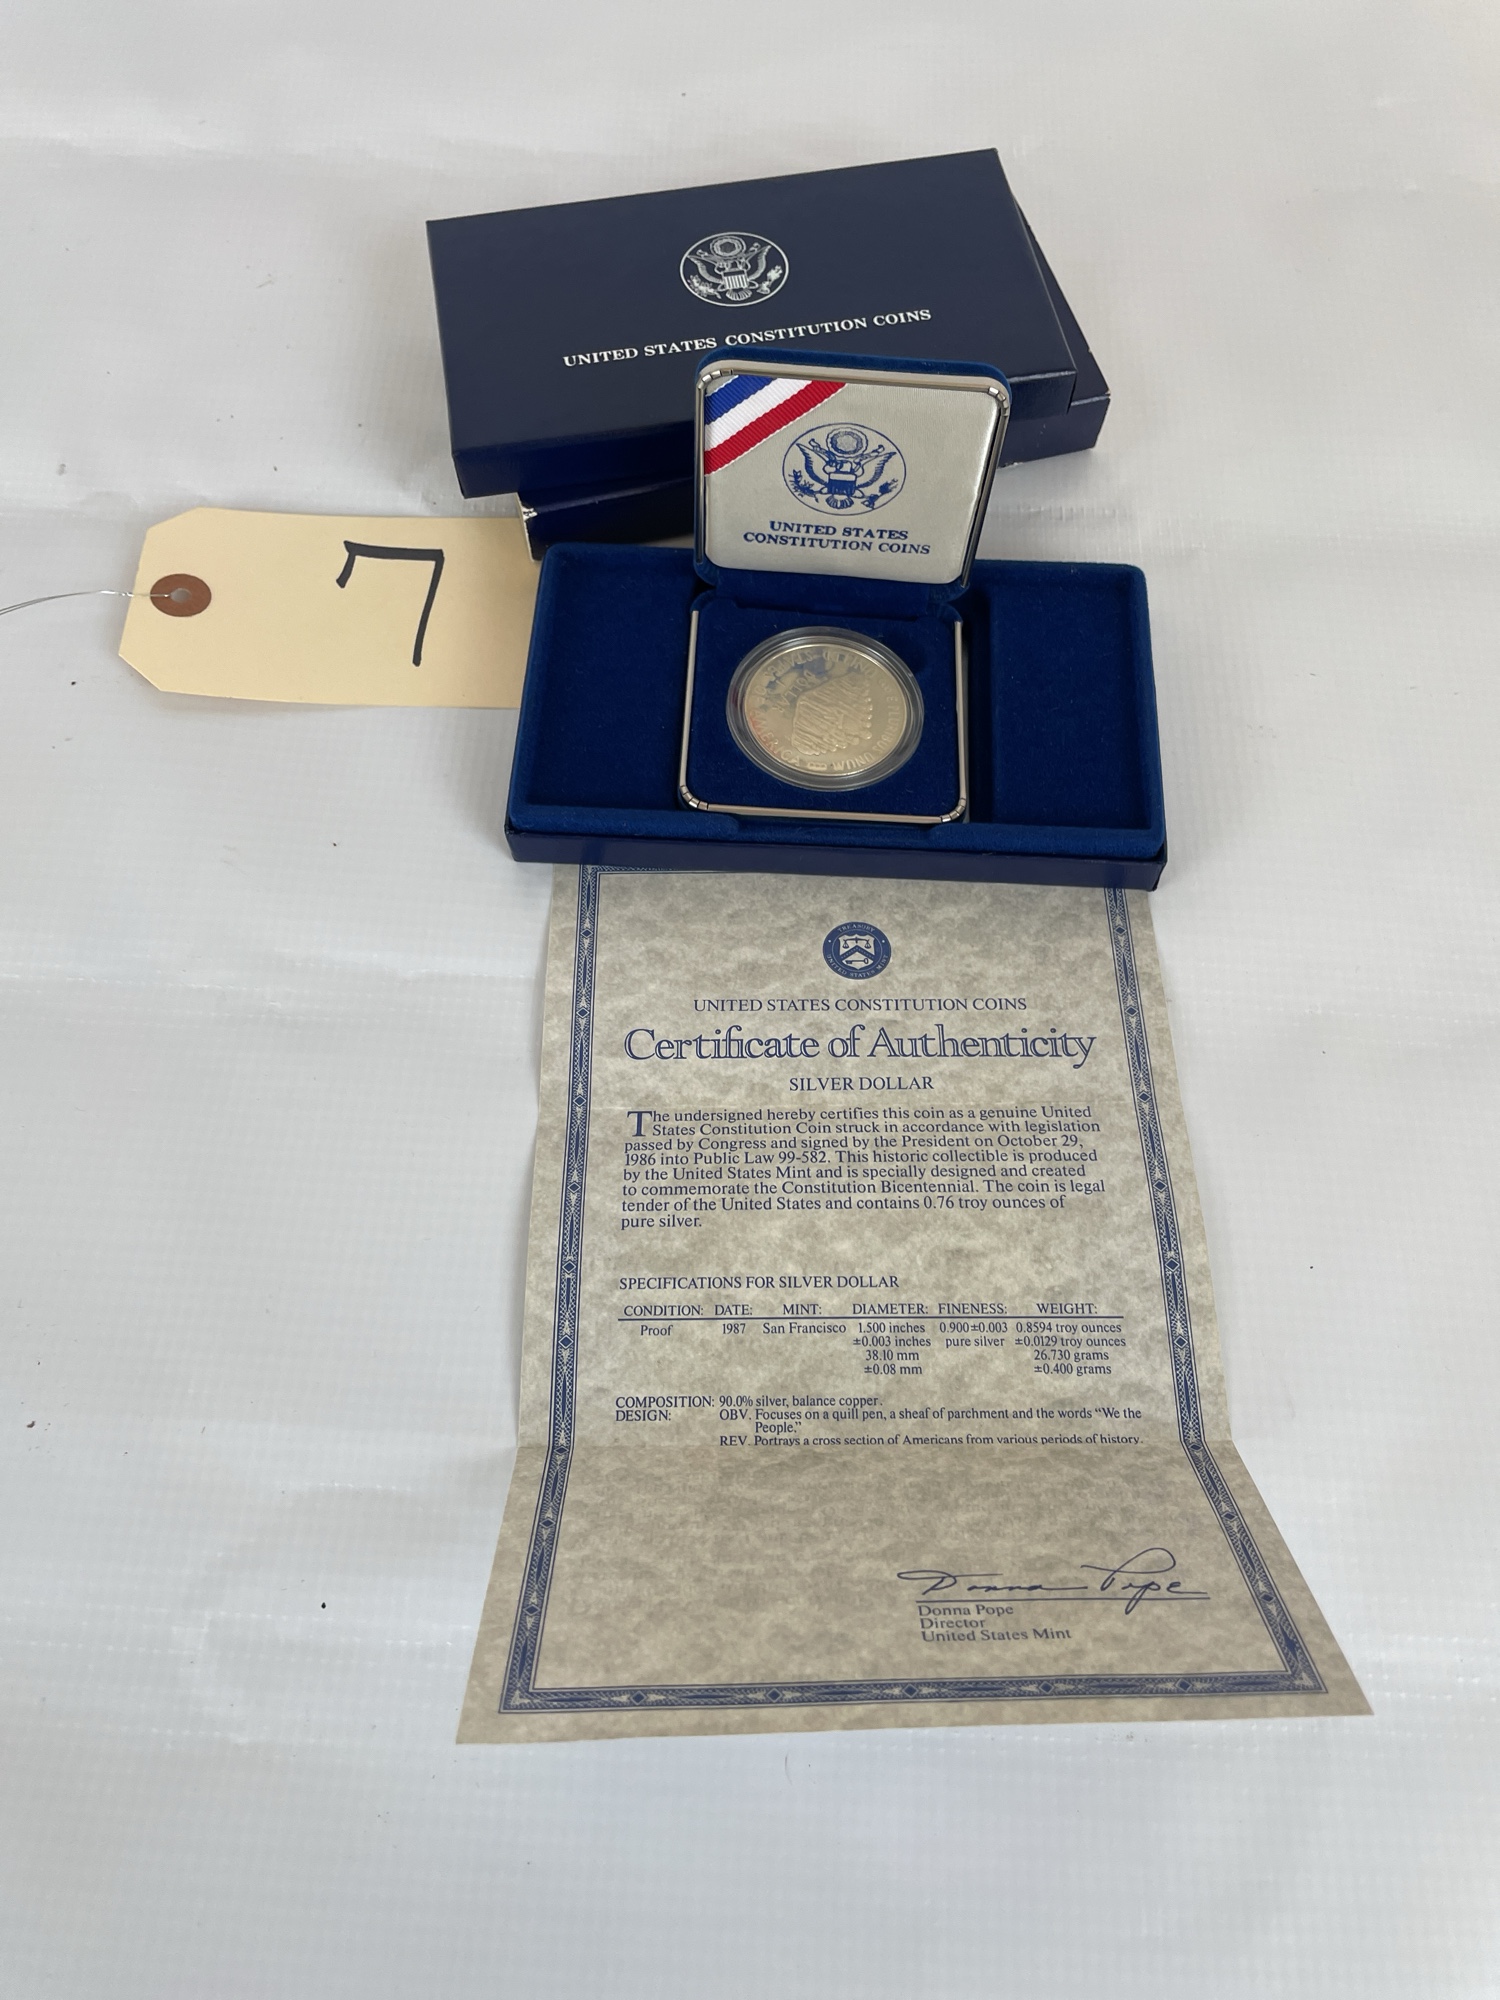 UNITED STATES CONSTITUTION COINS
7
UNITED STATES
CONSTITUTION COINS
AMERICA
UNUM
TREASURY
UNITED STATES MINT
UNITED STATES CONSTITUTION COINS
Certificate of Authenticity
SILVER DOLLAR
The undersigned hereby certifies this coin as a genuine United
States Constitution Coin struck in accordance with legislation
passed by Congress and signed by the President on October 29,
1986 into Public Law 99-582. This historic collectible is produced
by the United States Mint and is specially designed and created
to commemorate the Constitution Bicentennial. The coin is legal
tender of the United States and contains 0.76 troy ounces of
pure silver.
SPECIFICATIONS FOR SILVER DOLLAR
CONDITION: DATE: MINT: DIAMETER: FINENESS: WEIGHT:
Proof 1987 San Francisco 1.500 inches 0.900±0.003 0.8594 troy ounces
±0.003 inches pure silver ±0.0129 troy ounces
38.10 mm 26.730 grams
±0.08 mm ±0.400 grams
COMPOSITION: 90.0% silver, balance copper.
DESIGN: OBV. Focuses on a quill pen, a sheaf of parchment and the words “We the
People.”
REV. Portrays a cross section of Americans from various periods of history.
Donna Pope
Donna Pope
Director
United States Mint